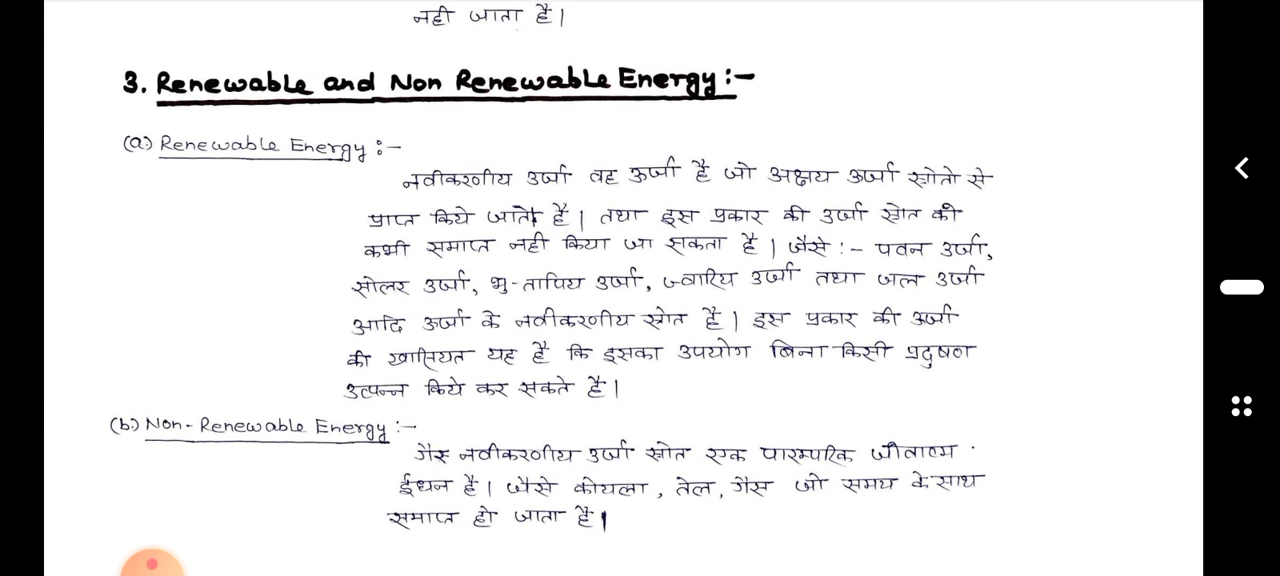 नही जाता है।
3. Renewable and Non Renewable Energy :-
(a) Renewable Energy :-
नवीकरणीय उर्जा वह ऊर्जा है जो अक्षय ऊर्जा स्रोतो से
प्राप्त किये जाते है। तथा इस प्रकार की उर्जा स्रोत को
कभी समाप्त नही किया जा सकता है। जैसे :- पवन उर्जा,
सोलर उर्जा, भु-तापिय उर्जा, ज्वारिय उर्जा तथा जल उर्जा
आदि ऊर्जा के नवीकरणीय स्रोत है। इस प्रकार की ऊर्जा
की खासियत यह है कि इसका उपयोग बिना किसी प्रदुषण
उत्पन्न किये कर सकते है।
(b) Non-Renewable Energy :-
गैर नवीकरणीय उर्जा स्रोत एक पारम्परिक जीवाश्म
ईधन है। जैसे कोयला, तेल, गैस जो समय के साथ
समाप्त हो जाता है।